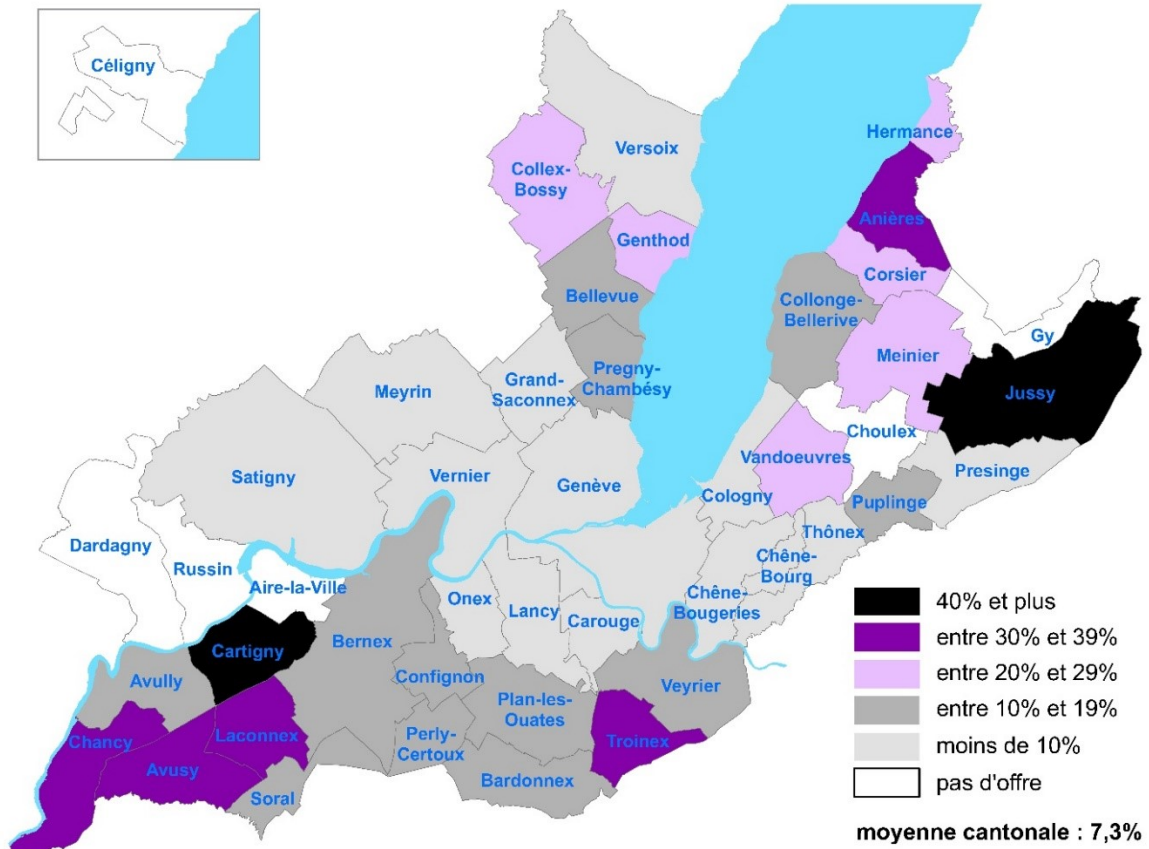 Céligny
Hermance
Versoix
Collex-
Bossy
Anières
Genthod
Corsier
Bellevue
Collonge-
Bellerive
Gy
Meinier
Pregny-
Chambésy
Grand-
Saconnex
Meyrin
Jussy
Choulex
Vandoeuvres
Presinge
Satigny
Vernier
Genève
Cologny
Puplinge
Thônex
Dardagny
Russin
Chêne-
Bourg
Aire-la-Ville
Onex
Lancy
Carouge
Chêne-
Bougeries
Cartigny
Bernex
Confignon
Avully
Veyrier
Plan-les-
Ouates
Chancy
Laconnex
Perly-
Certoux
Troinex
Avusy
Bardonnex
Soral
40% et plus
entre 30% et 39%
entre 20% et 29%
entre 10% et 19%
moins de 10%
pas d'offre
moyenne cantonale : 7,3%